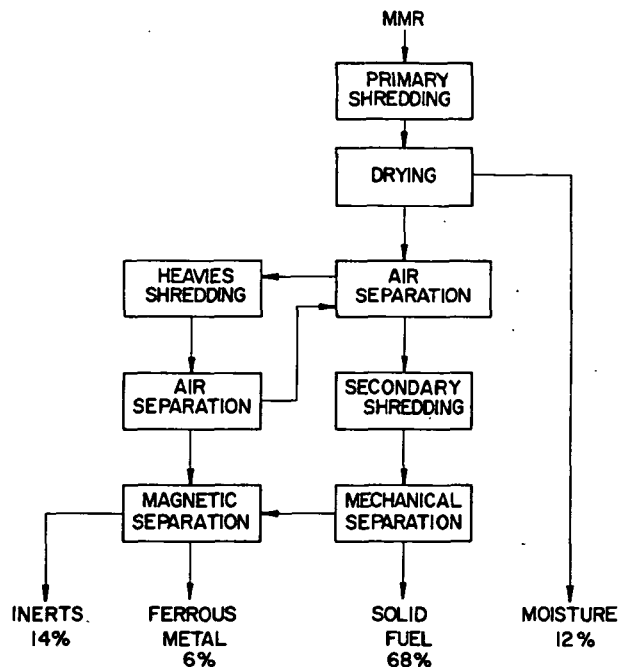 MMR
PRIMARY
SHREDDING
DRYING
HEAVIES
SHREDDING
AIR
SEPARATION
AIR
SEPARATION
SECONDARY
SHREDDING
MAGNETIC
SEPARATION
MECHANICAL
SEPARATION
INERTS
14%
FERROUS
METAL
6%
SOLID
FUEL
68%
MOISTURE
12%